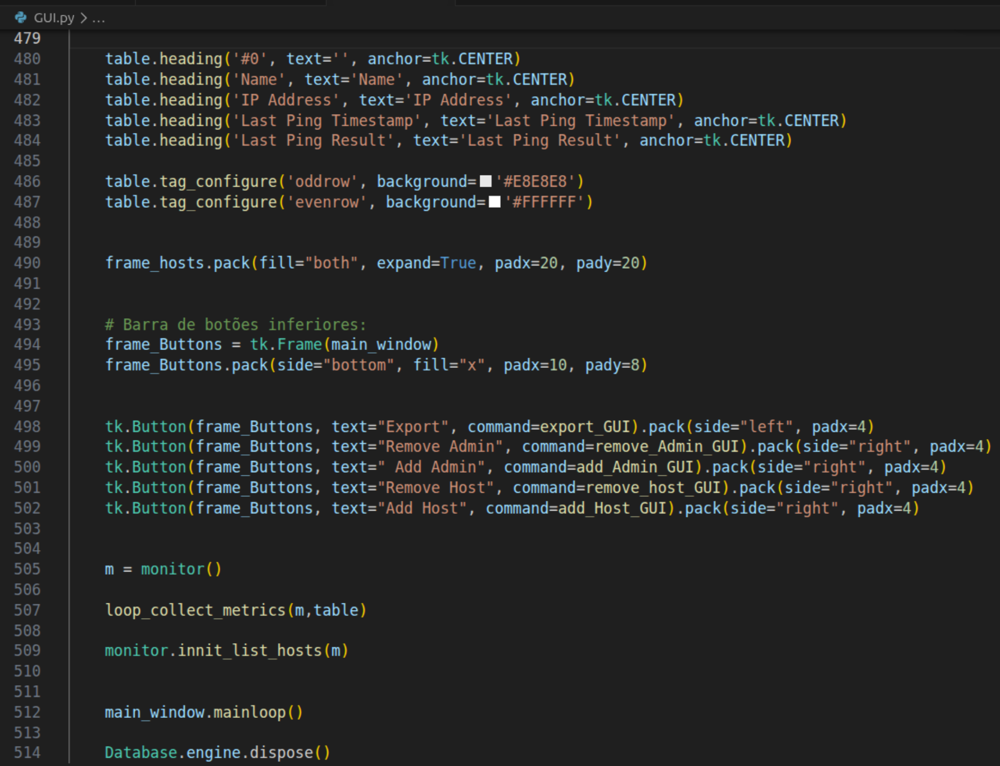 GUI.py > ...
479
480 table.heading('#0', text='', anchor=tk.CENTER)
481 table.heading('Name', text='Name', anchor=tk.CENTER)
482 table.heading('IP Address', text='IP Address', anchor=tk.CENTER)
483 table.heading('Last Ping Timestamp', text='Last Ping Timestamp', anchor=tk.CENTER)
484 table.heading('Last Ping Result', text='Last Ping Result', anchor=tk.CENTER)
485
486 table.tag_configure('oddrow', background='#E8E8E8')
487 table.tag_configure('evenrow', background='#FFFFFF')
488
489
490 frame_hosts.pack(fill="both", expand=True, padx=20, pady=20)
491
492
493 # Barra de botões inferiores:
494 frame_Buttons = tk.Frame(main_window)
495 frame_Buttons.pack(side="bottom", fill="x", padx=10, pady=8)
496
497
498 tk.Button(frame_Buttons, text="Export", command=export_GUI).pack(side="left", padx=4)
499 tk.Button(frame_Buttons, text="Remove Admin", command=remove_Admin_GUI).pack(side="right", padx=4)
500 tk.Button(frame_Buttons, text=" Add Admin", command=add_Admin_GUI).pack(side="right", padx=4)
501 tk.Button(frame_Buttons, text="Remove Host", command=remove_host_GUI).pack(side="right", padx=4)
502 tk.Button(frame_Buttons, text="Add Host", command=add_Host_GUI).pack(side="right", padx=4)
503
504
505 m = monitor()
506
507 loop_collect_metrics(m,table)
508
509 monitor.innit_list_hosts(m)
510
511
512 main_window.mainloop()
513
514 Database.engine.dispose()